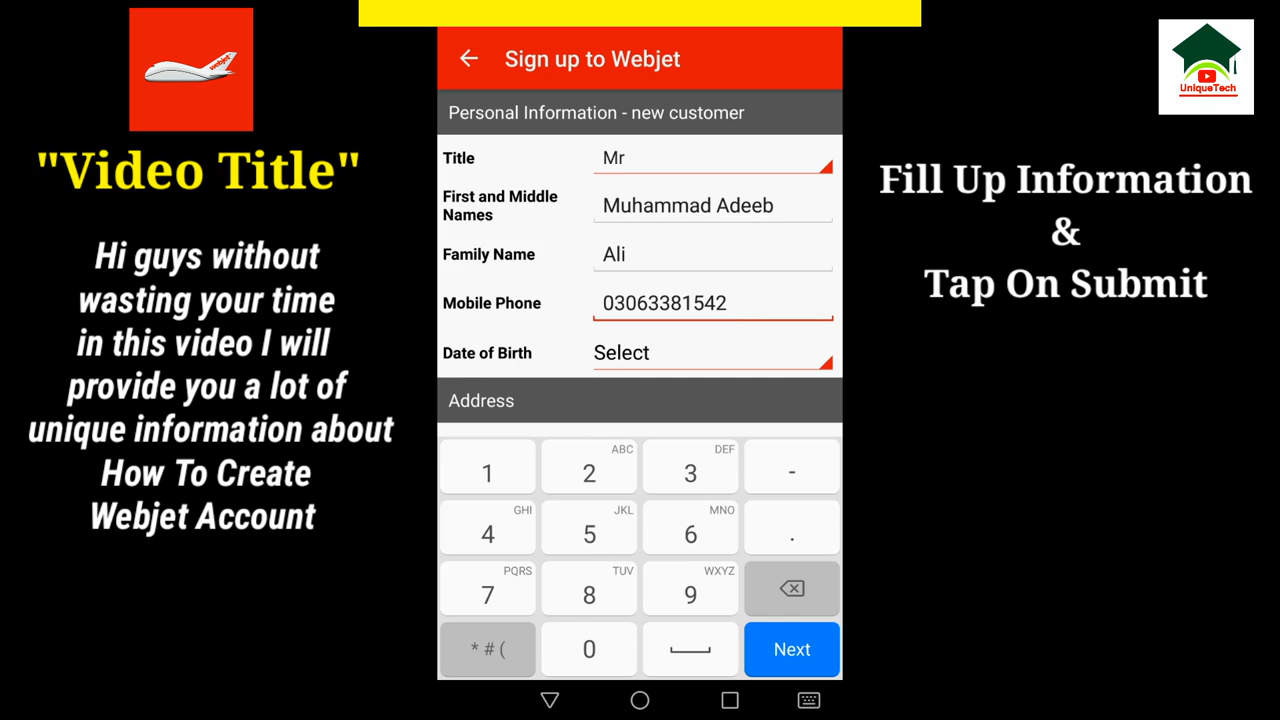 webjet
"Video Title"
Hi guys without
wasting your time
in this video I will
provide you a lot of
unique information about
How To Create
Webjet Account
Sign up to Webjet
Personal Information - new customer
Title
Mr
First and Middle
Names
Muhammad Adeeb
Family Name
Ali
Mobile Phone
03063381542
Date of Birth
Select
Address
1
2 ABC
3 DEF
-
4 GHI
5 JKL
6 MNO
.
7 PQRS
8 TUV
9 WXYZ
* # (
0
Next
UniqueTech
Fill Up Information
&
Tap On Submit